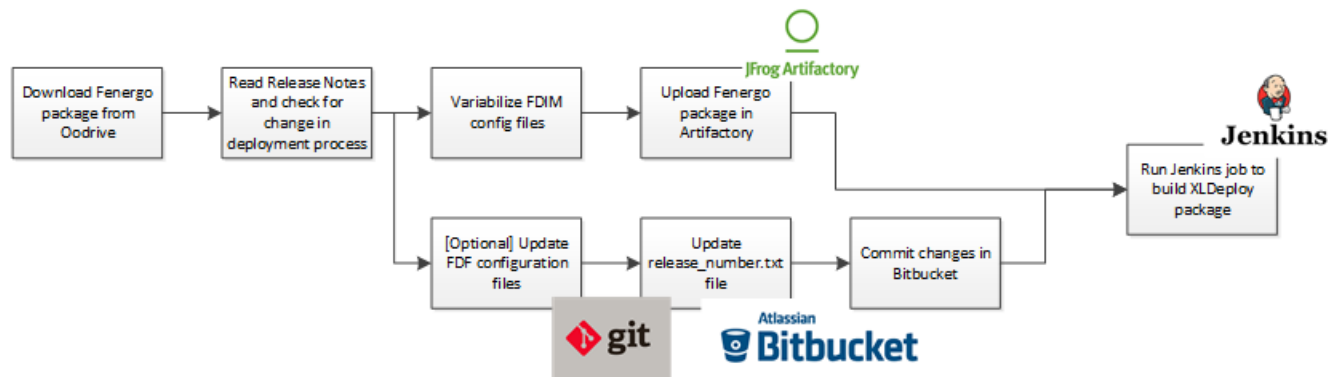 JFrog Artifactory
Download Fenergo
package from
Oodrive
Read Release Notes
and check for
change in
deployment process
Variabilize FDIM
config files
Upload Fenergo
package in
Artifactory
Jenkins
Run Jenkins job to
build XLDeploy
package
[Optional] Update
FDF configuration
files
Update
release_number.txt
file
Commit changes in
Bitbucket
git
Atlassian
Bitbucket